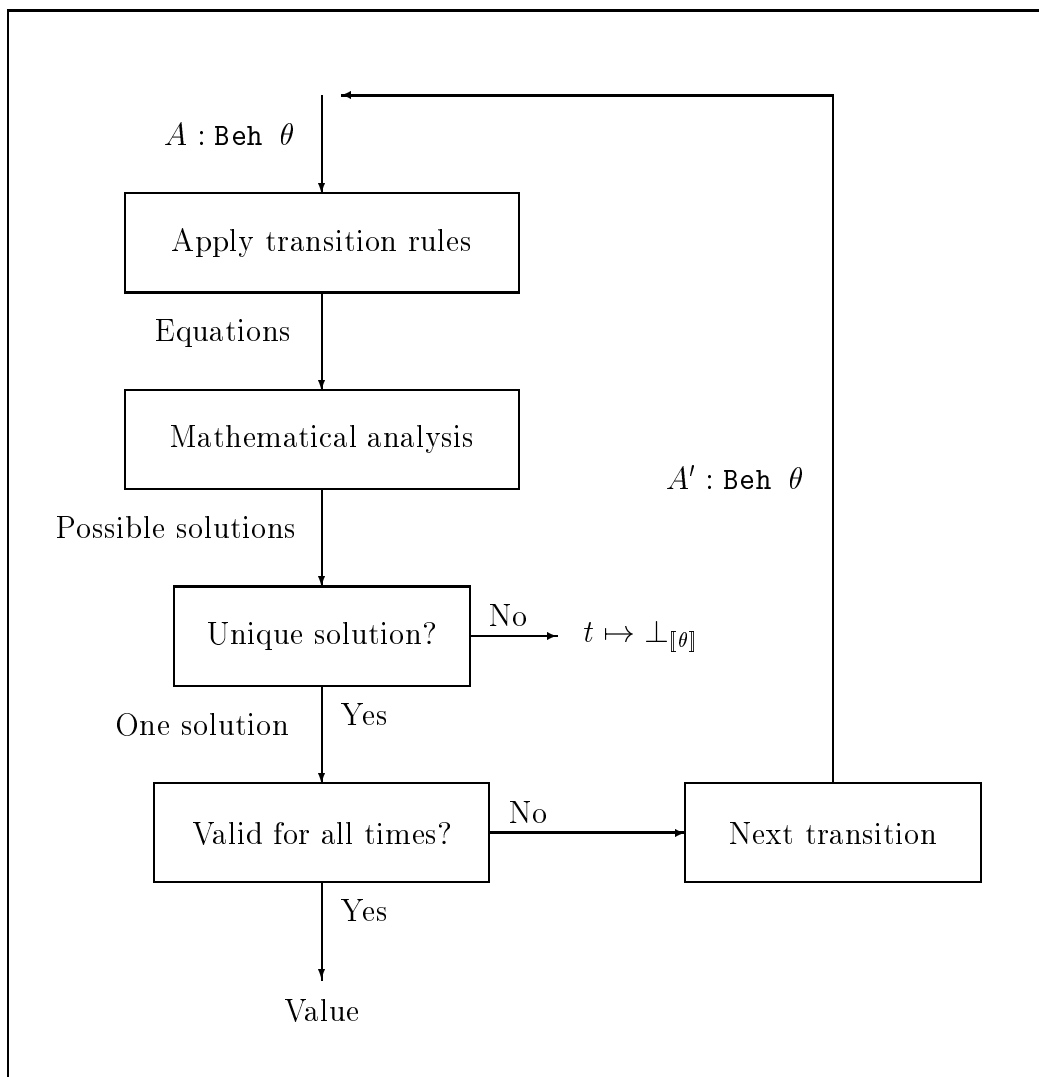 A : Beh θ
Apply transition rules
Equations
Mathematical analysis
A′ : Beh θ
Possible solutions
Unique solution?
No
t ↦ ⊥⟦θ⟧
One solution
Yes
Valid for all times?
No
Next transition
Yes
Value